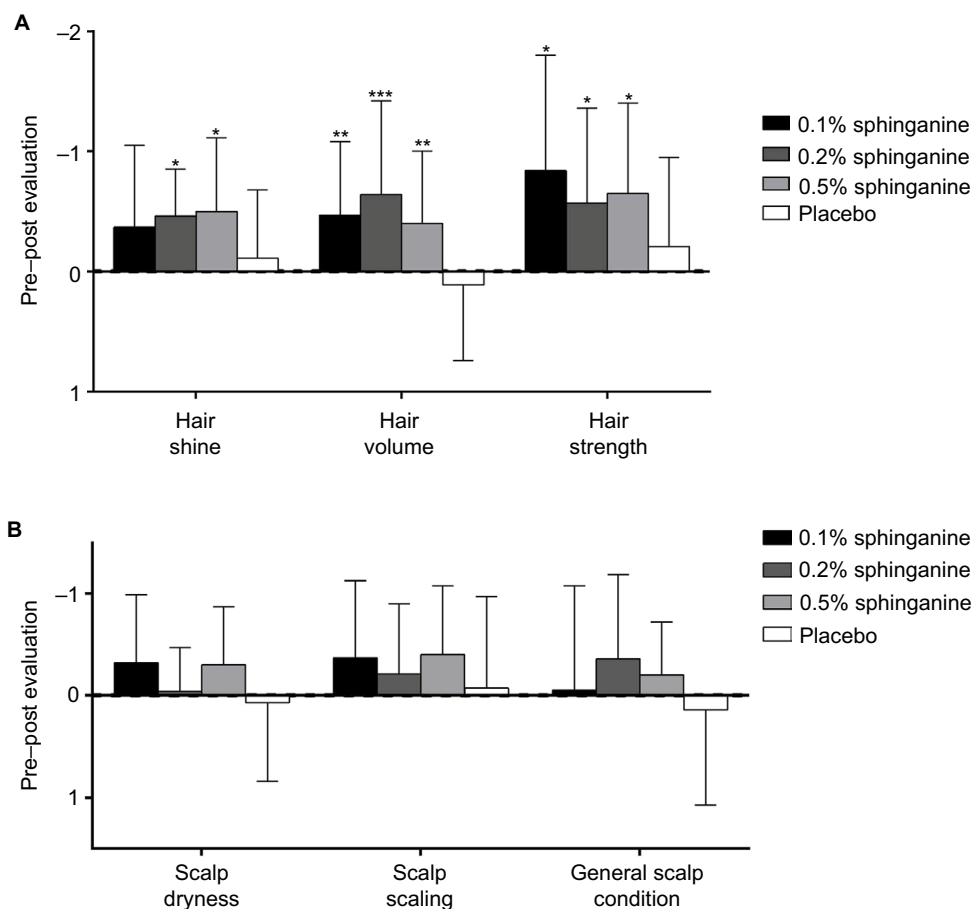 A
–2
–1
0
1
Pre–post evaluation
*
*
**
***
**
*
*
*
Hair
shine
Hair
volume
Hair
strength
0.1% sphinganine
0.2% sphinganine
0.5% sphinganine
Placebo
B
–1
0
1
Pre–post evaluation
Scalp
dryness
Scalp
scaling
General scalp
condition
0.1% sphinganine
0.2% sphinganine
0.5% sphinganine
Placebo